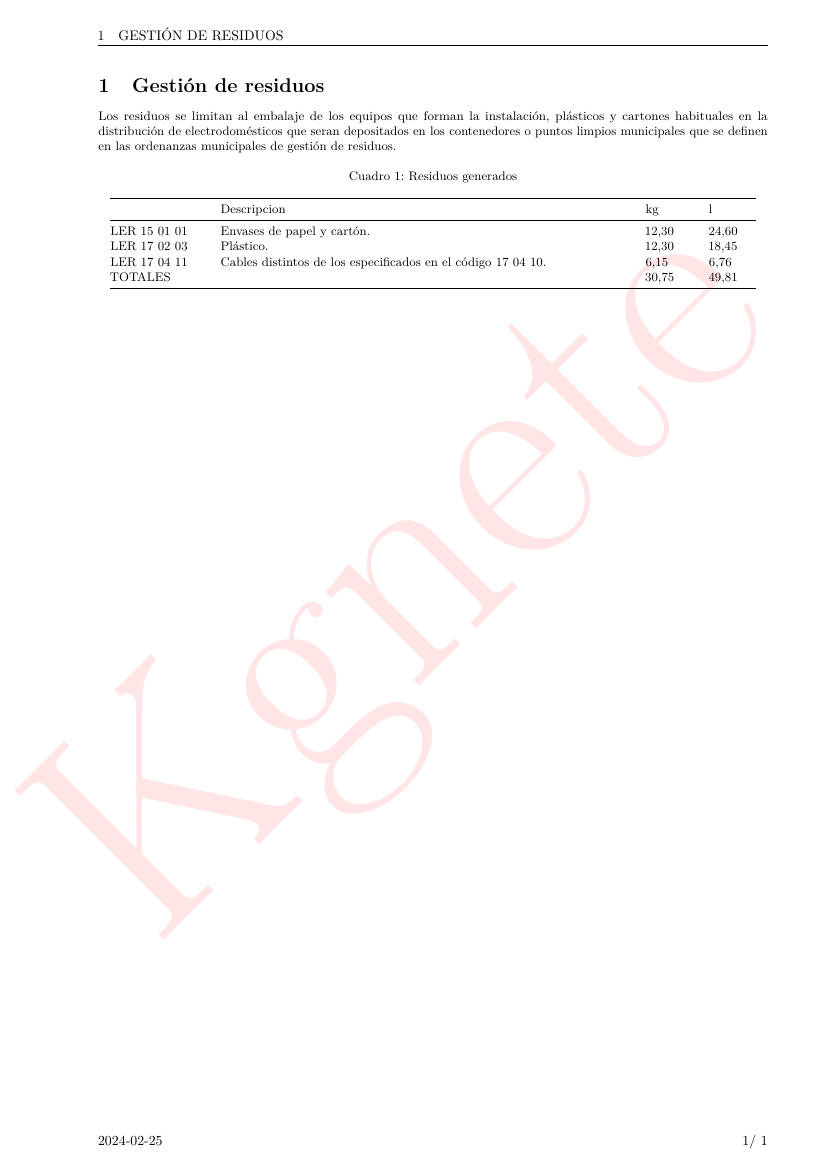 1 GESTIÓN DE RESIDUOS
1 Gestión de residuos
Los residuos se limitan al embalaje de los equipos que forman la instalación, plásticos y cartones habituales en la
distribución de electrodomésticos que seran depositados en los contenedores o puntos limpios municipales que se definen
en las ordenanzas municipales de gestión de residuos.
Cuadro 1: Residuos generados
Descripcion kg l
LER 15 01 01 Envases de papel y cartón. 12,30 24,60
LER 17 02 03 Plástico. 12,30 18,45
LER 17 04 11 Cables distintos de los especificados en el código 17 04 10. 6,15 6,76
TOTALES 30,75 49,81
Kgnete
2024-02-25 1/ 1